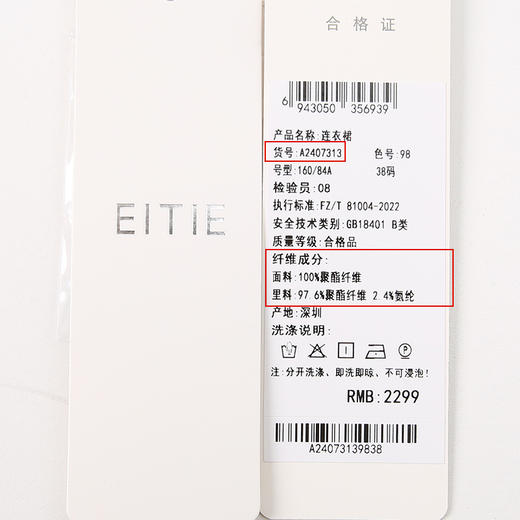 EITIE
合格证
6 943050 356939
产品名称:连衣裙
货号:A2407313 色号:98
号型:160/84A 38码
检验员:08
执行标准:FZ/T 81004-2022
安全技术类别:GB18401 B类
质量等级:合格品
纤维成分:
面料:100%聚酯纤维
里料:97.6%聚酯纤维 2.4%氨纶
产地:深圳
洗涤说明:
注:分开洗涤、即洗即晾、不可浸泡!
RMB:2299
A24073139838